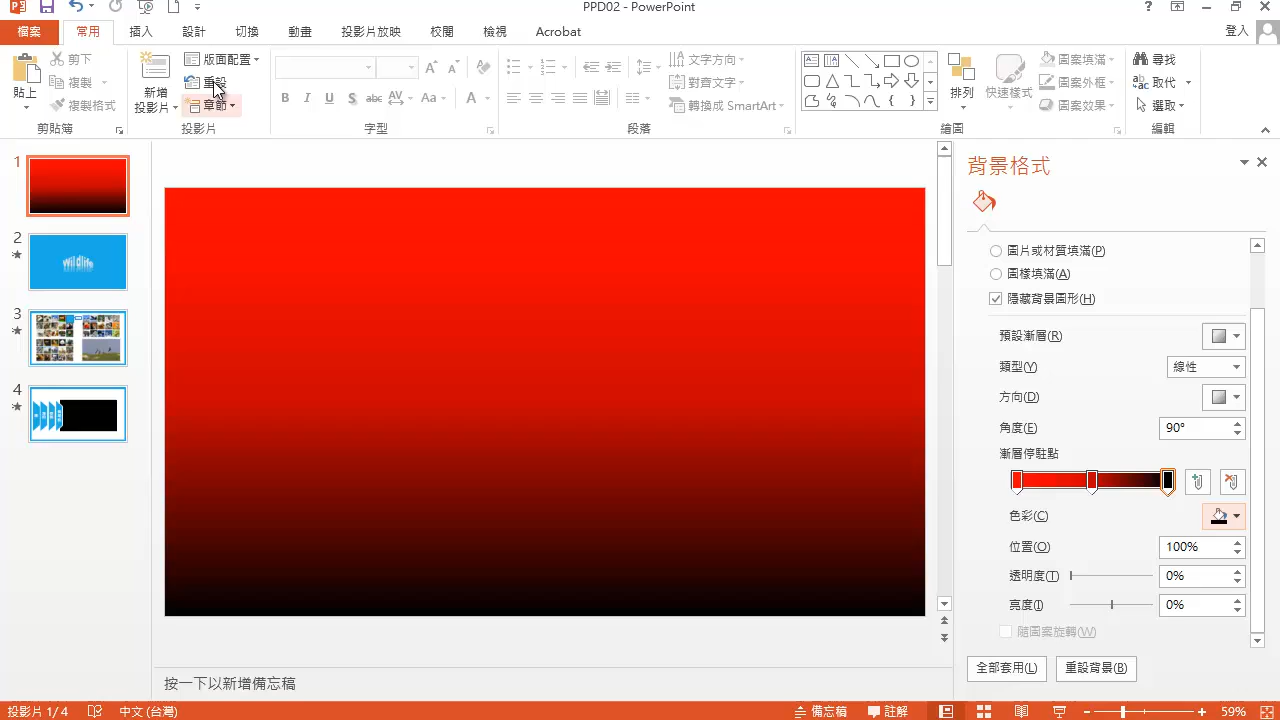 PPD02 - PowerPoint
檔案 常用 插入 設計 切換 動畫 投影片放映 校閱 檢視 Acrobat 登入
貼上 剪下 複製 複製格式 剪貼簿
新增 投影片 版面配置 重設 章節 投影片
B I U S abc AV Aa A 字型
文字方向 對齊文字 轉換成 SmartArt 段落
排列 快速樣式 圖案填滿 圖案外框 圖案效果 繪圖
尋找 取代 選取 編輯
1
2
wildlife
3
4
背景格式
圖片或材質填滿(P)
圖樣填滿(A)
隱藏背景圖形(H)
預設漸層(R)
類型(Y) 線性
方向(D)
角度(E) 90°
漸層停駐點
色彩(C)
位置(O) 100%
透明度(T) 0%
亮度(I) 0%
隨圖案旋轉(W)
全部套用(L) 重設背景(B)
按一下以新增備忘稿
投影片 1/4 中文 (台灣) 備忘稿 註解 59%